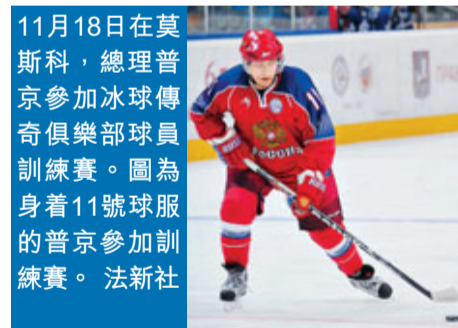 11月18日在莫
斯科，總理普
京參加冰球傳
奇俱樂部球員
訓練賽。圖為
身着11號球服
的普京參加訓
練賽。 法新社
РОССИЯ
11